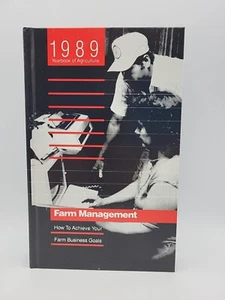 1989
Yearbook of Agriculture
Farm Management
How To Achieve Your
Farm Business Goals